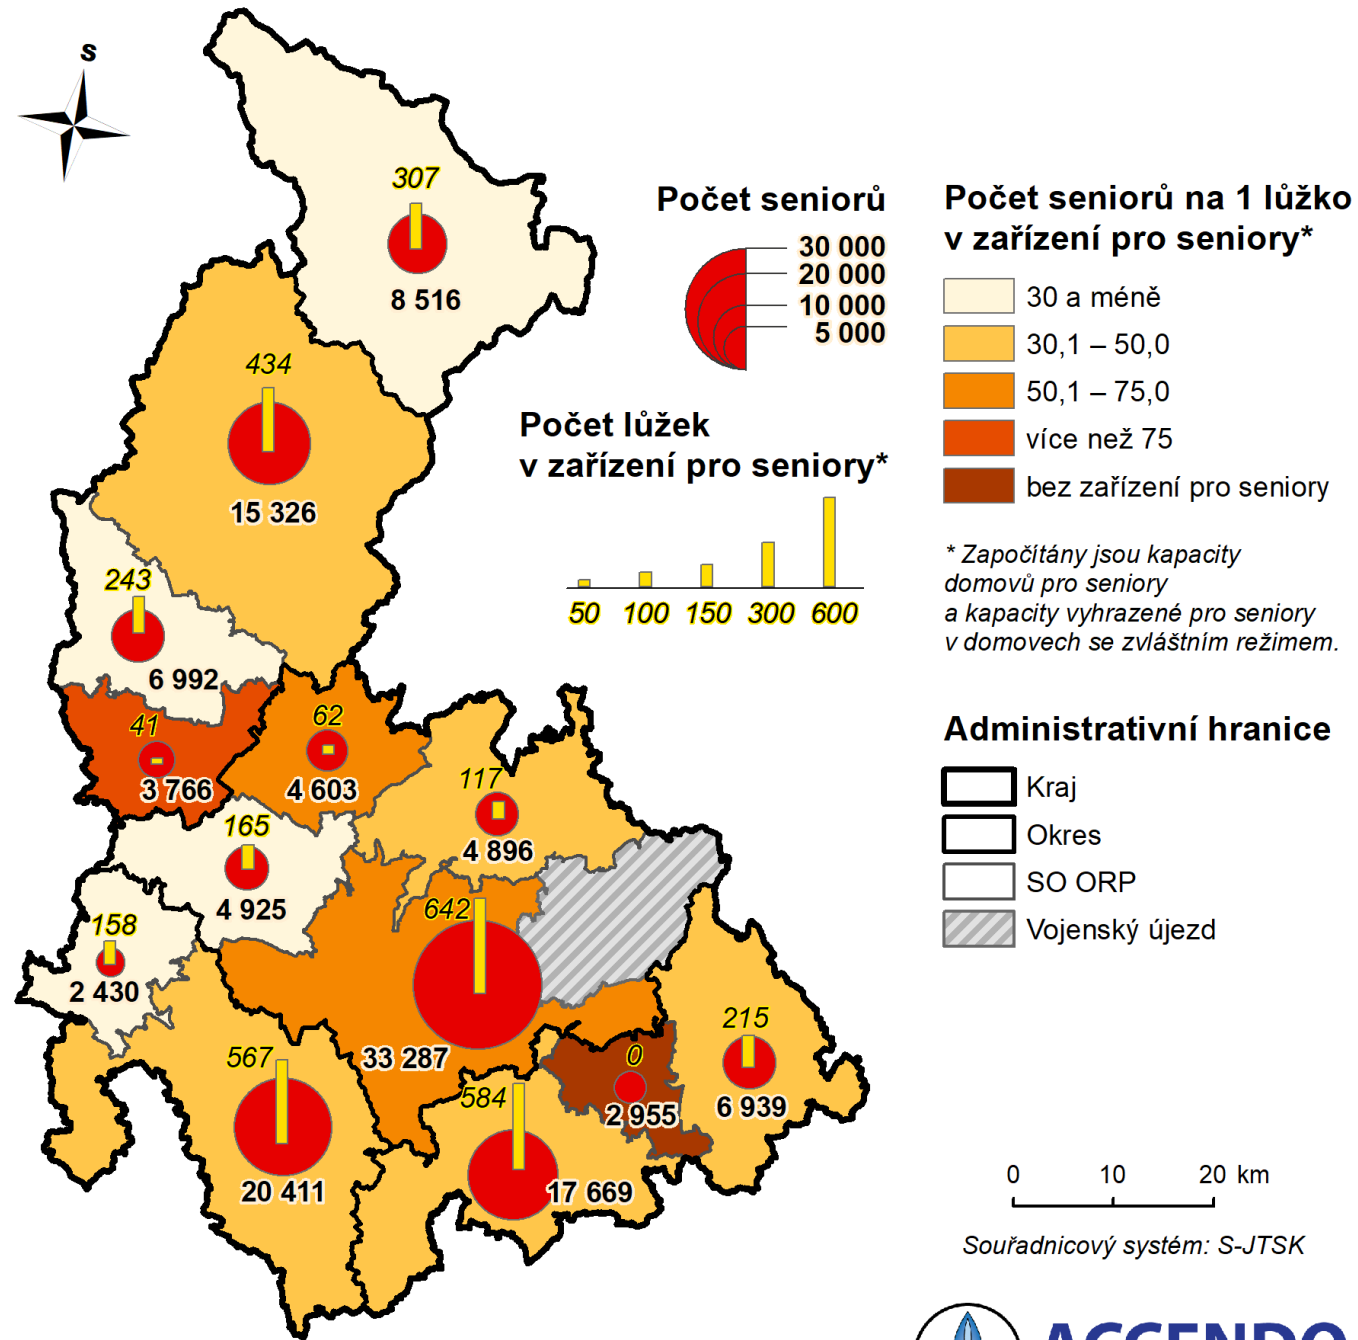 S
307
8 516
434
15 326
243
6 992
41
3 766
62
4 603
117
4 896
165
4 925
158
2 430
642
33 287
567
20 411
584
17 669
0
2 955
215
6 939
Počet seniorů
30 000
20 000
10 000
5 000
Počet lůžek
v zařízení pro seniory*
50 100 150 300 600
Počet seniorů na 1 lůžko
v zařízení pro seniory*
30 a méně
30,1 – 50,0
50,1 – 75,0
více než 75
bez zařízení pro seniory
* Započítány jsou kapacity
domovů pro seniory
a kapacity vyhrazené pro seniory
v domovech se zvláštním režimem.
Administrativní hranice
Kraj
Okres
SO ORP
Vojenský újezd
0 10 20 km
Souřadnicový systém: S-JTSK
ACCENDO